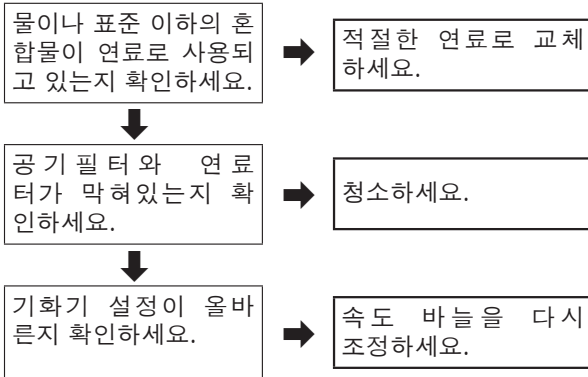 물이나 표준 이하의 혼
합물이 연료로 사용되
고 있는지 확인하세요.
적절한 연료로 교체
하세요.
공기필터와 연료
터가 막혀있는지 확
인하세요.
청소하세요.
기화기 설정이 올바
른지 확인하세요.
속도 바늘을 다시
조정하세요.